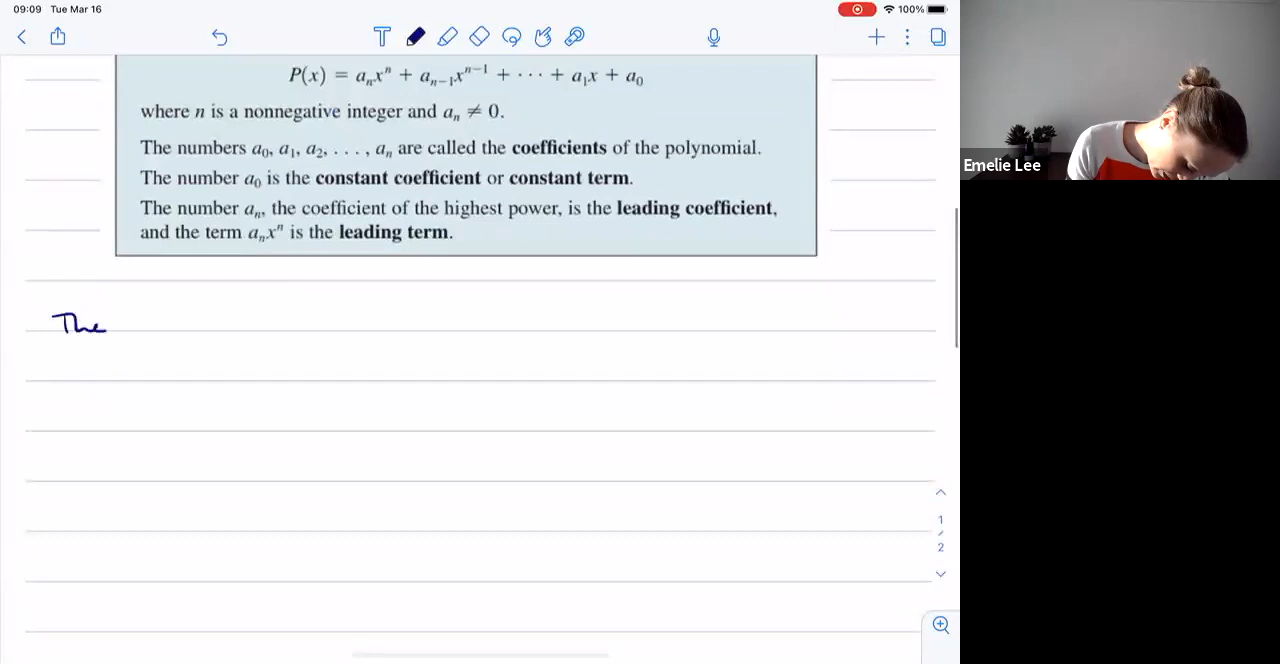 09:09 Tue Mar 16
100%
P(x) = aₙxⁿ + aₙ₋₁xⁿ⁻¹ + · · · + a₁x + a₀
where n is a nonnegative integer and aₙ ≠ 0.
The numbers a₀, a₁, a₂, . . . , aₙ are called the coefficients of the polynomial.
The number a₀ is the constant coefficient or constant term.
The number aₙ, the coefficient of the highest power, is the leading coefficient,
and the term aₙxⁿ is the leading term.
The
1
/
2
Emelie Lee